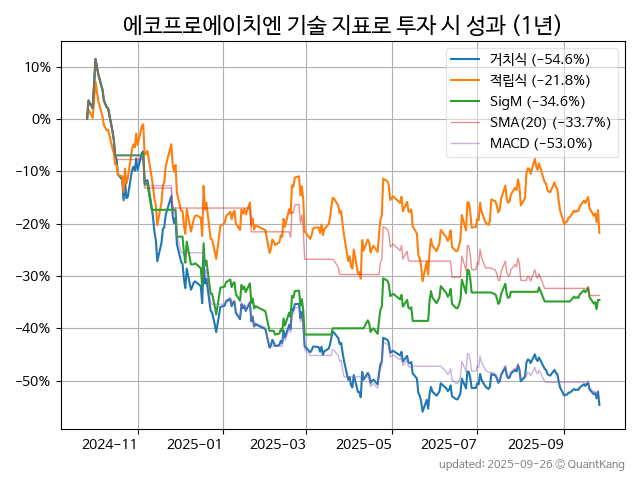 에코프로에이치엔 기술 지표로 투자 시 성과 (1년)
거치식 (−54.6%)
적립식 (−21.8%)
SigM (−34.6%)
SMA(20) (−33.7%)
MACD (−53.0%)
10%
0%
−10%
−20%
−30%
−40%
−50%
2024-11 2025-01 2025-03 2025-05 2025-07 2025-09
updated: 2025-09-26 © QuantKang